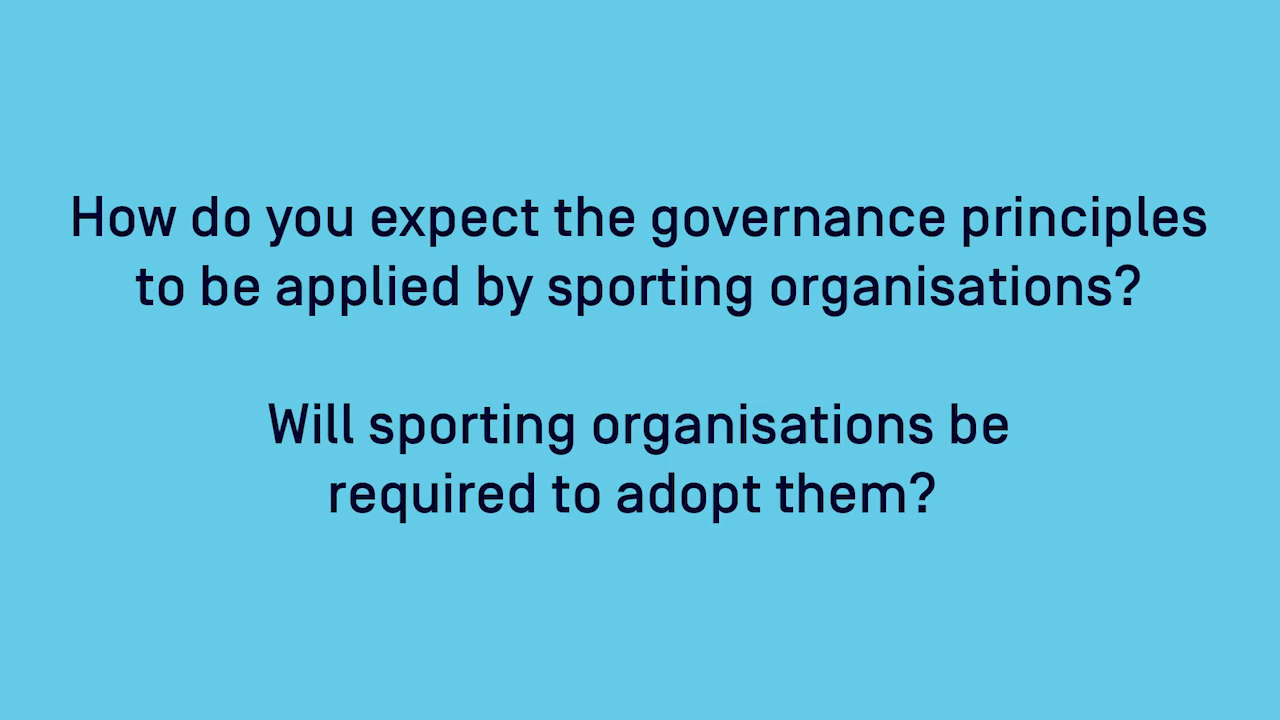 How do you expect the governance principles
to be applied by sporting organisations?
Will sporting organisations be
required to adopt them?